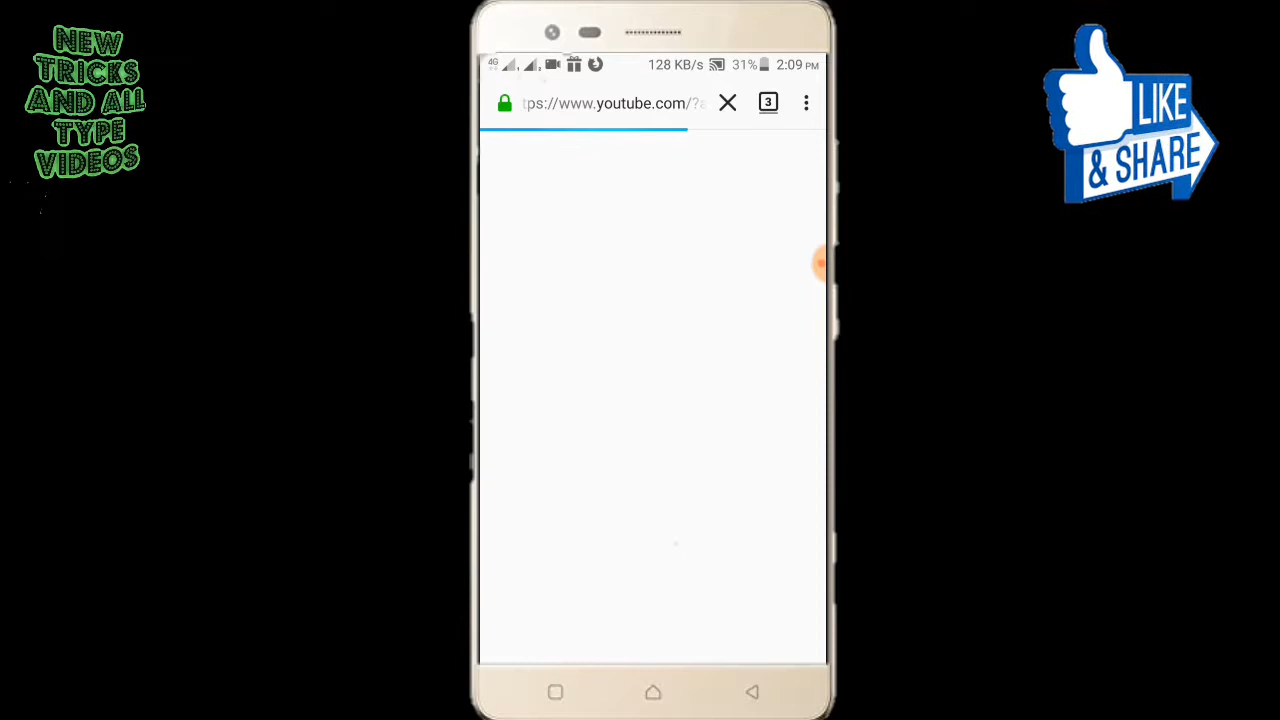 NEW
TRICKS
AND ALL
TYPE
VIDEOS
LIKE
& SHARE
4G 128 KB/s 31% 2:09 PM
tps://www.youtube.com/?a 3